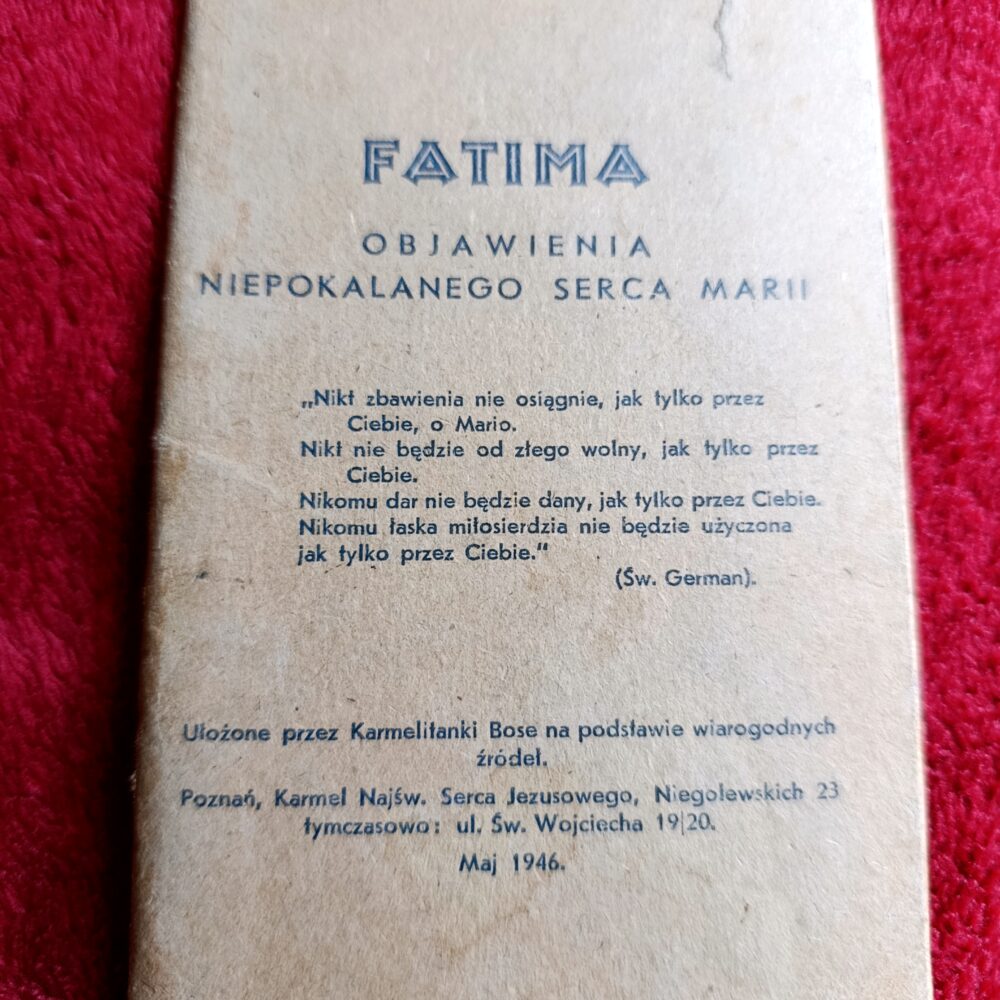 FATIMA
OBJAWIENIA
NIEPOKALANEGO SERCA MARII
„Nikt zbawienia nie osiągnie, jak tylko przez
Ciebie, o Mario.
Nikt nie będzie od złego wolny, jak tylko przez
Ciebie.
Nikomu dar nie będzie dany, jak tylko przez Ciebie.
Nikomu łaska miłosierdzia nie będzie użyczona
jak tylko przez Ciebie."
(Św. German).
Ułożone przez Karmelitanki Bose na podstawie wiarogodnych
źródeł.
Poznań, Karmel Najśw. Serca Jezusowego, Niegolewskich 23
tymczasowo: ul. Św. Wojciecha 19|20.
Maj 1946.